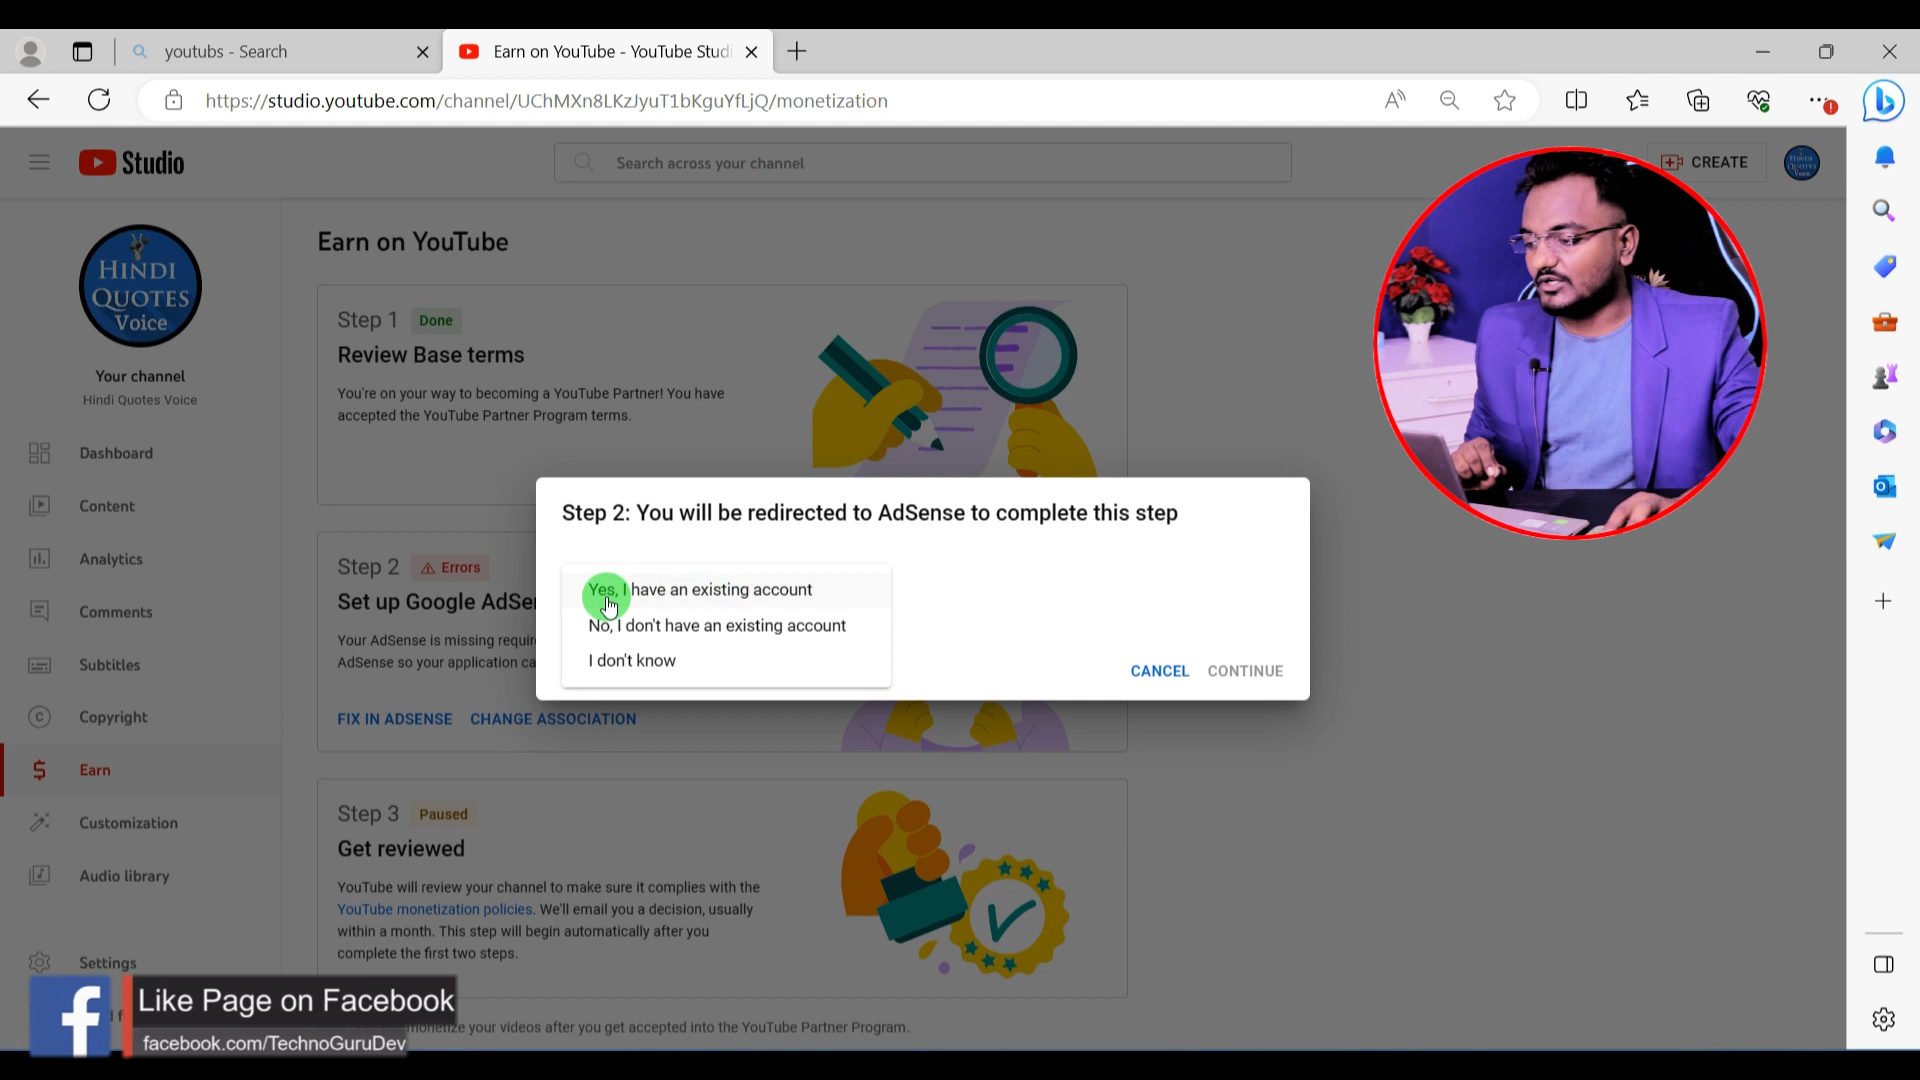 youtubs - Search
Earn on YouTube - YouTube Studi
https://studio.youtube.com/channel/UChMXn8LKzJyuT1bKguYfLjQ/monetization
Studio
Search across your channel
CREATE
HINDI
QUOTES
Voice
Your channel
Hindi Quotes Voice
Dashboard
Content
Analytics
Comments
Subtitles
Copyright
Earn
Customization
Audio library
Settings
Earn on YouTube
Step 1 Done
Review Base terms
You're on your way to becoming a YouTube Partner! You have
accepted the YouTube Partner Program terms.
Step 2 Errors
Set up Google AdSe
Your AdSense is missing
AdSense so your application
FIX IN ADSENSE CHANGE ASSOCIATION
Step 2: You will be redirected to AdSense to complete this step
Yes, I have an existing account
No, I don't have an existing account
I don't know
CANCEL CONTINUE
Step 3 Paused
Get reviewed
YouTube will review your channel to make sure it complies with the
YouTube monetization policies. We'll email you a decision, usually
within a month. This step will begin automatically after you
complete the first two steps.
monetize your videos after you get accepted into the YouTube Partner Program.
Like Page on Facebook
facebook.com/TechnoGuruDev